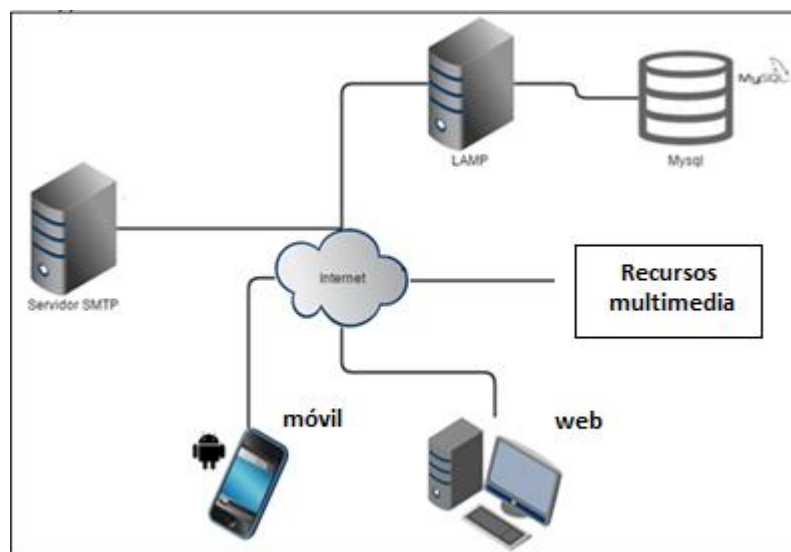 MySQL
LAMP
Mysql
Servidor SMTP
Internet
Recursos
multimedia
móvil
web